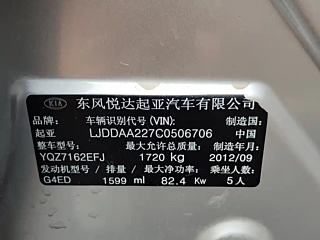 KIA 东风悦达起亚汽车有限公司
品牌: 车辆识别代号(VIN): 制造国:
起亚 LJDDAA227C0506706 中国
整车型号: 最大允许总质量: 制造年月:
YQZ7162EFJ 1720 kg 2012/09
发动机型号 / 排量 / 最大净功率: 乘坐人数:
G4ED 1599 ml 82.4 Kw 5人